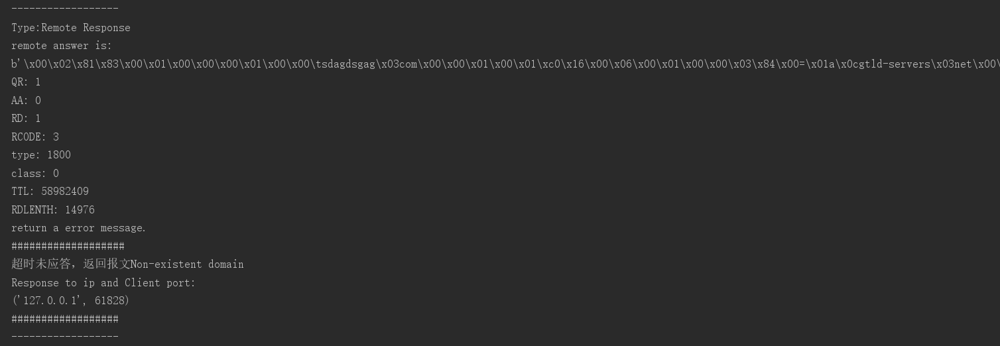 ------------------
Type:Remote Response
remote answer is:
b'\x00\x02\x81\x83\x00\x01\x00\x00\x00\x01\x00\x00\tsdagdsgag\x03com\x00\x00\x01\x00\x01\xc0\x16\x00\x06\x00\x01\x00\x00\x03\x84\x00=\x01a\x0cgtld-servers\x03net\x00\
QR: 1
AA: 0
RD: 1
RCODE: 3
type: 1800
class: 0
TTL: 58982409
RDLENTH: 14976
return a error message.
###################
超时未应答，返回报文Non-existent domain
Response to ip and Client port:
('127.0.0.1', 61828)
##################
------------------